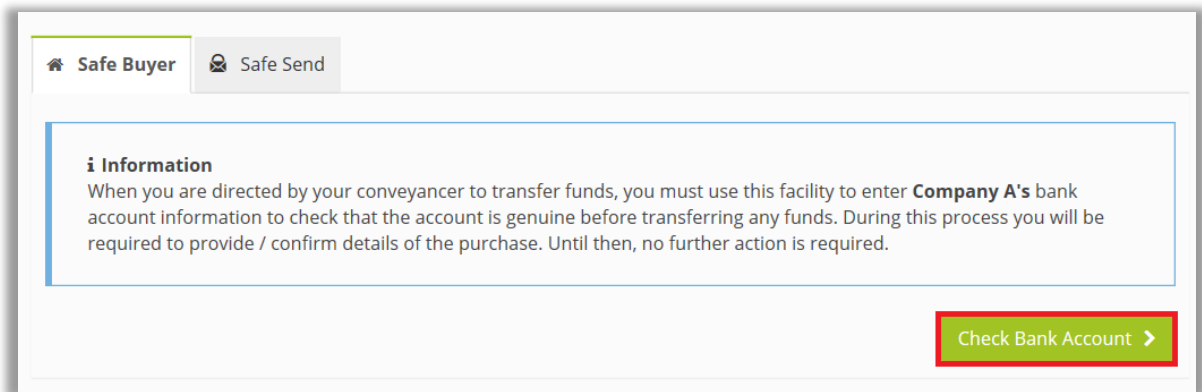 Safe Buyer
Safe Send
i Information
When you are directed by your conveyancer to transfer funds, you must use this facility to enter Company A's bank
account information to check that the account is genuine before transferring any funds. During this process you will be
required to provide / confirm details of the purchase. Until then, no further action is required.
Check Bank Account